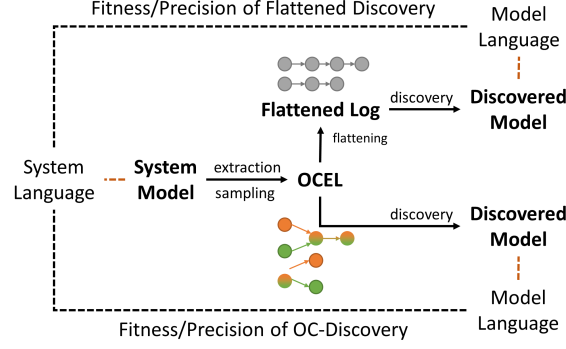 Fitness/Precision of Flattened Discovery
Model
Language
Flattened Log
discovery
Discovered
Model
flattening
System
Language
System
Model
extraction
sampling
OCEL
discovery
Discovered
Model
Model
Language
Fitness/Precision of OC-Discovery